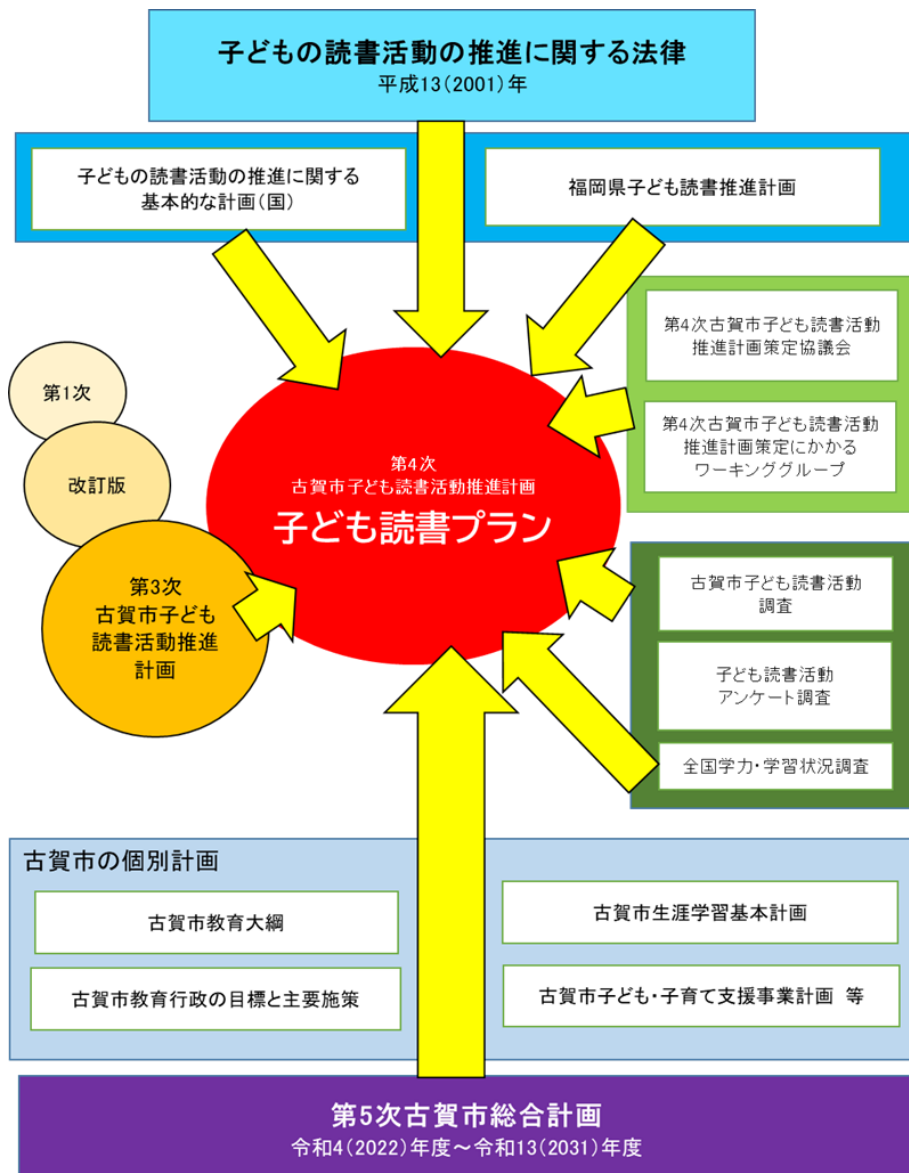 子どもの読書活動の推進に関する法律
平成13(2001)年
子どもの読書活動の推進に関する
基本的な計画(国)
福岡県子ども読書推進計画
第4次古賀市子ども読書活動
推進計画策定協議会
第4次古賀市子ども読書活動
推進計画策定にかかる
ワーキンググループ
第1次
改訂版
第3次
古賀市子ども
読書活動推進
計画
第4次
古賀市子ども読書活動推進計画
子ども読書プラン
古賀市子ども読書活動
調査
子ども読書活動
アンケート調査
全国学力・学習状況調査
古賀市の個別計画
古賀市教育大綱
古賀市生涯学習基本計画
古賀市教育行政の目標と主要施策
古賀市子ども・子育て支援事業計画 等
第5次古賀市総合計画
令和4(2022)年度~令和13(2031)年度